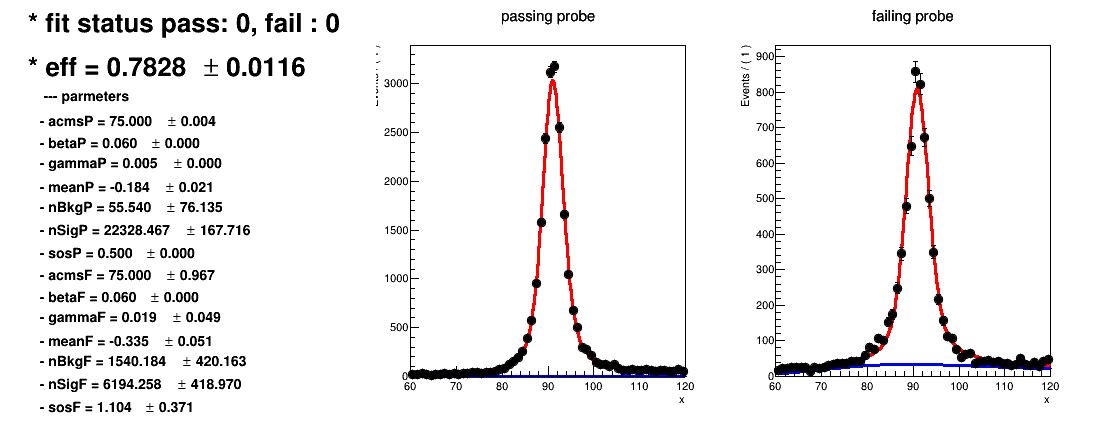 * fit status pass: 0, fail : 0
* eff = 0.7828 ± 0.0116
--- parmeters
- acmsP = 75.000 ± 0.004
- betaP = 0.060 ± 0.000
- gammaP = 0.005 ± 0.000
- meanP = -0.184 ± 0.021
- nBkgP = 55.540 ± 76.135
- nSigP = 22328.467 ± 167.716
- sosP = 0.500 ± 0.000
- acmsF = 75.000 ± 0.967
- betaF = 0.060 ± 0.000
- gammaF = 0.019 ± 0.049
- meanF = -0.335 ± 0.051
- nBkgF = 1540.184 ± 420.163
- nSigF = 6194.258 ± 418.970
- sosF = 1.104 ± 0.371
passing probe
3000
2500
2000
1500
1000
500
0
60 70 80 90 100 110 120
x
failing probe
Events / ( 1 )
900
800
700
600
500
400
300
200
100
0
60 70 80 90 100 110 120
x